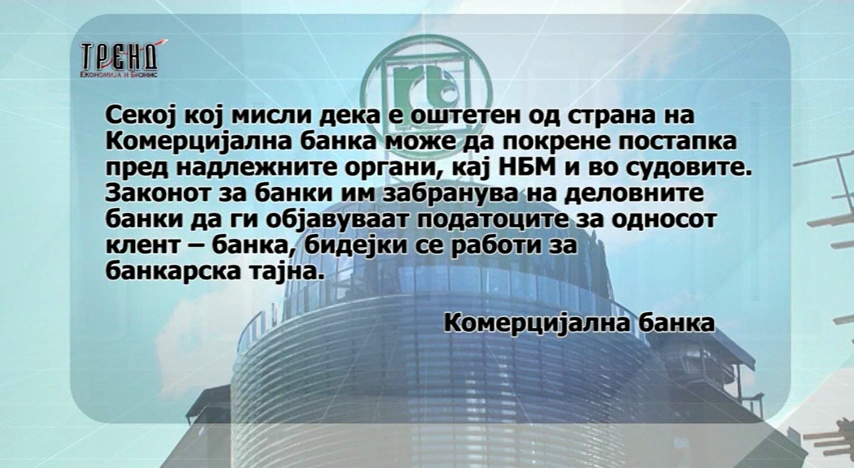 ТРЕНД
Економија и Бизнис
Секој кој мисли дека е оштетен од страна на
Комерцијална банка може да покрене постапка
пред надлежните органи, кај НБМ и во судовите.
Законот за банки им забранува на деловните
банки да ги објавуваат податоците за односот
клент – банка, бидејки се работи за
банкарска тајна.
Комерцијална банка